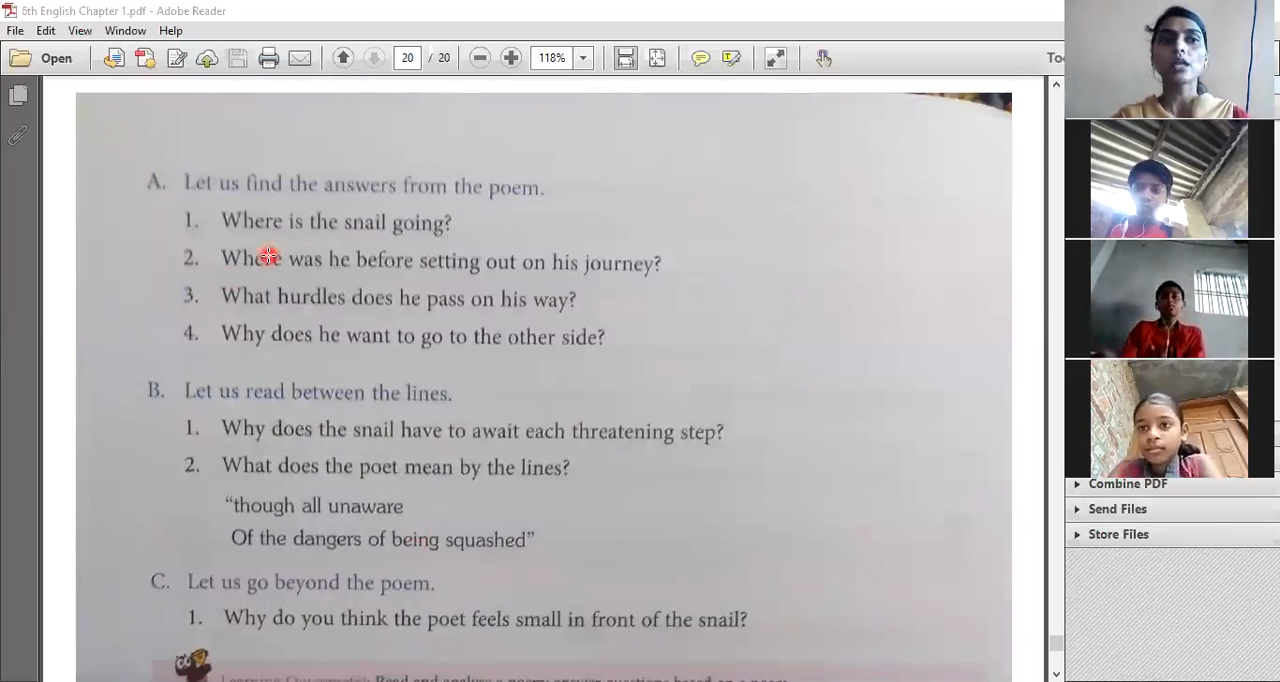 6th English Chapter 1.pdf - Adobe Reader
File Edit View Window Help
Open 20 / 20 118%
A. Let us find the answers from the poem.
1. Where is the snail going?
2. Where was he before setting out on his journey?
3. What hurdles does he pass on his way?
4. Why does he want to go to the other side?
B. Let us read between the lines.
1. Why does the snail have to await each threatening step?
2. What does the poet mean by the lines?
“though all unaware
Of the dangers of being squashed”
C. Let us go beyond the poem.
1. Why do you think the poet feels small in front of the snail?
Combine PDF
Send Files
Store Files